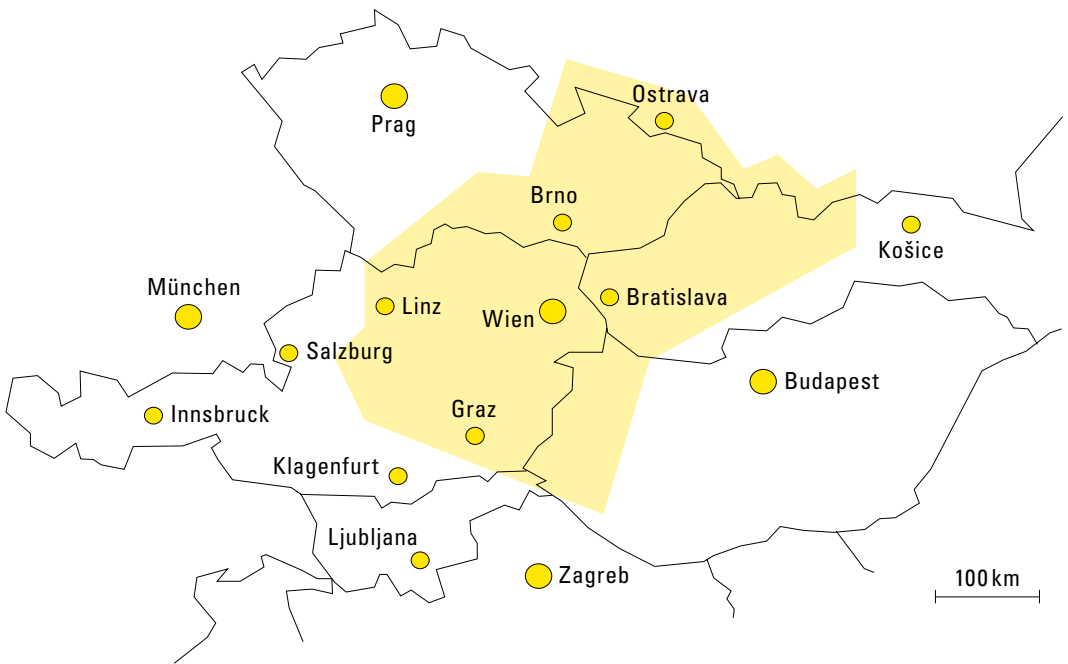 Ostrava
Prag
Brno
Košice
München
Linz
Bratislava
Wien
Salzburg
Budapest
Graz
Innsbruck
Klagenfurt
Ljubljana
Zagreb
100 km